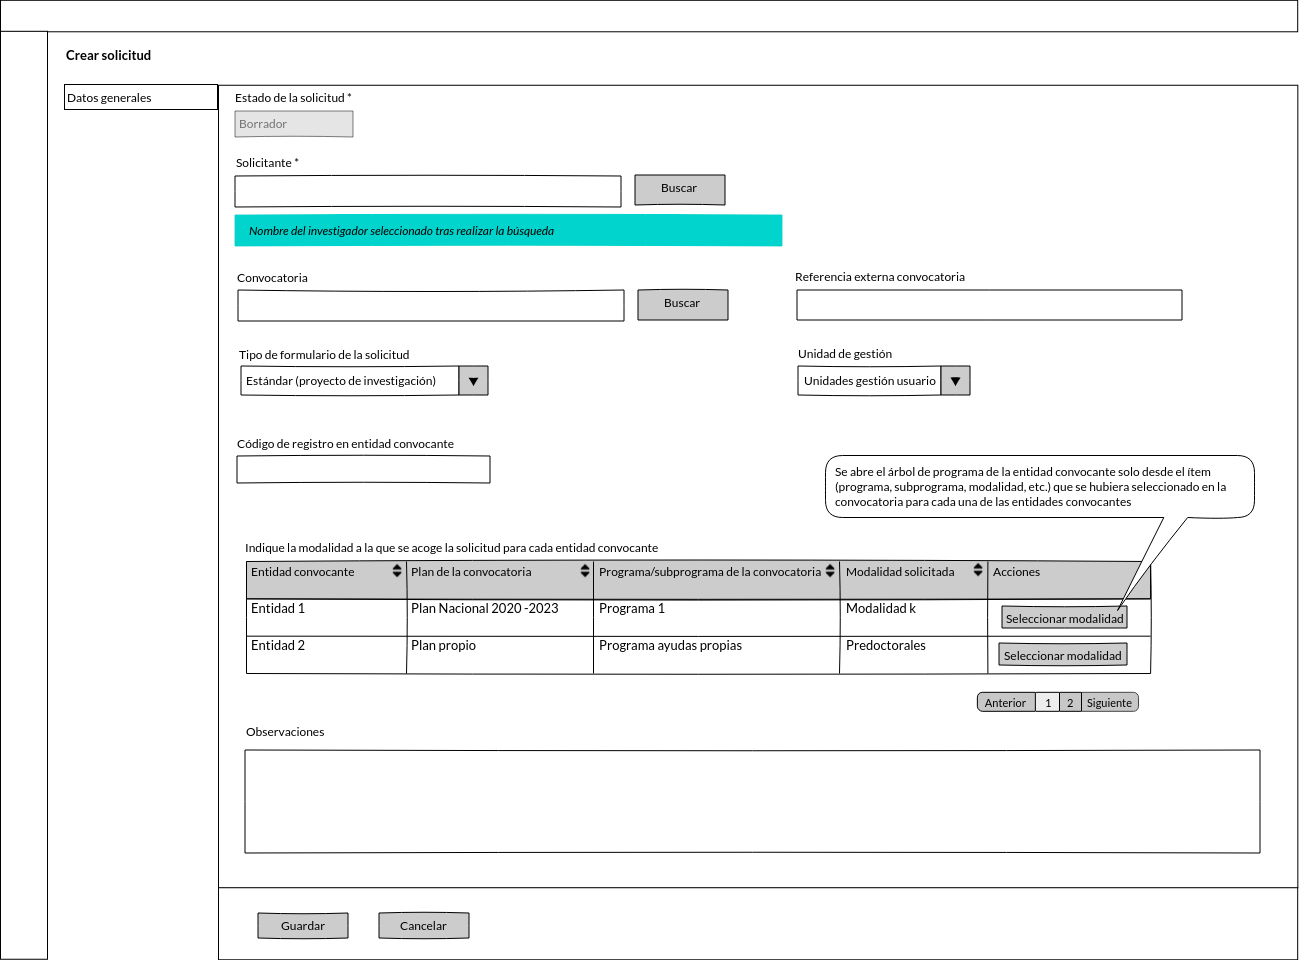 Crear solicitud
Datos generales
Estado de la solicitud *
Borrador
Solicitante *
Buscar
Nombre del investigador seleccionado tras realizar la búsqueda
Convocatoria
Referencia externa convocatoria
Buscar
Tipo de formulario de la solicitud
Unidad de gestión
Estándar (proyecto de investigación)
Unidades gestión usuario
Código de registro en entidad convocante
Se abre el árbol de programa de la entidad convocante solo desde el ítem
(programa, subprograma, modalidad, etc.) que se hubiera seleccionado en la
convocatoria para cada una de las entidades convocantes
Indique la modalidad a la que se acoge la solicitud para cada entidad convocante
Entidad convocante Plan de la convocatoria Programa/subprograma de la convocatoria Modalidad solicitada Acciones
Entidad 1 Plan Nacional 2020 -2023 Programa 1 Modalidad k Seleccionar modalidad
Entidad 2 Plan propio Programa ayudas propias Predoctorales Seleccionar modalidad
Anterior 1 2 Siguiente
Observaciones
Guardar Cancelar